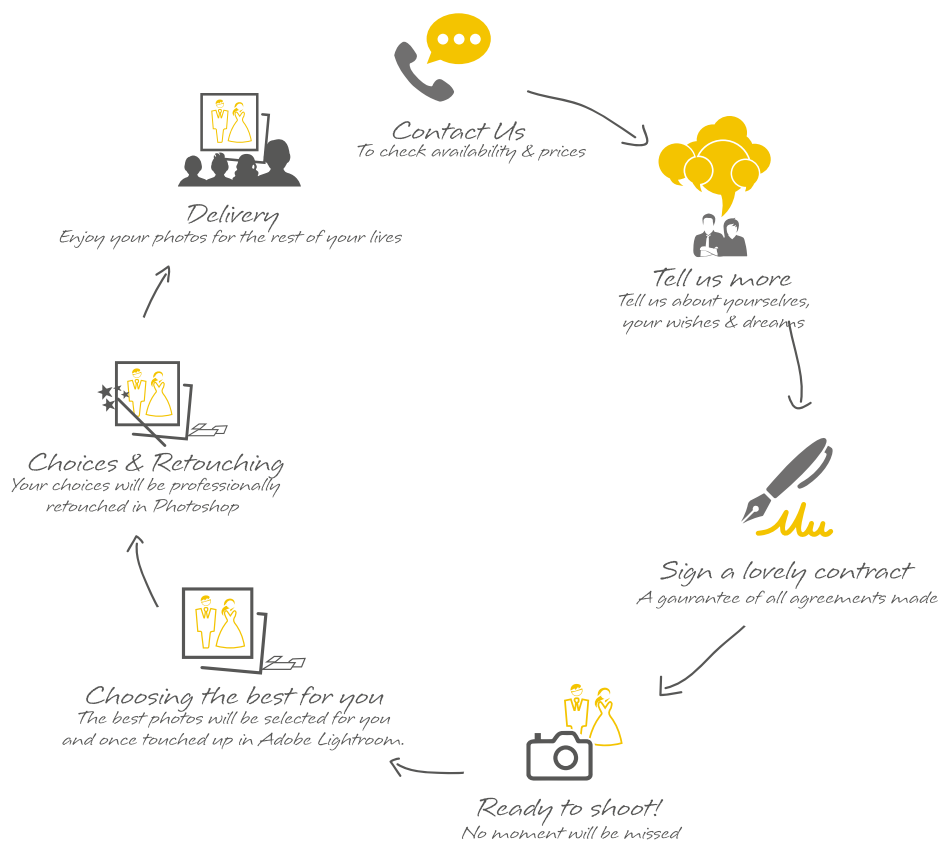 Contact Us
To check availability & prices
Tell us more
Tell us about yourselves,
your wishes & dreams
Sign a lovely contract
A gaurantee of all agreements made
Ready to shoot!
No moment will be missed
Choosing the best for you
The best photos will be selected for you
and once touched up in Adobe Lightroom.
Choices & Retouching
Your choices will be professionally
retouched in Photoshop
Delivery
Enjoy your photos for the rest of your lives